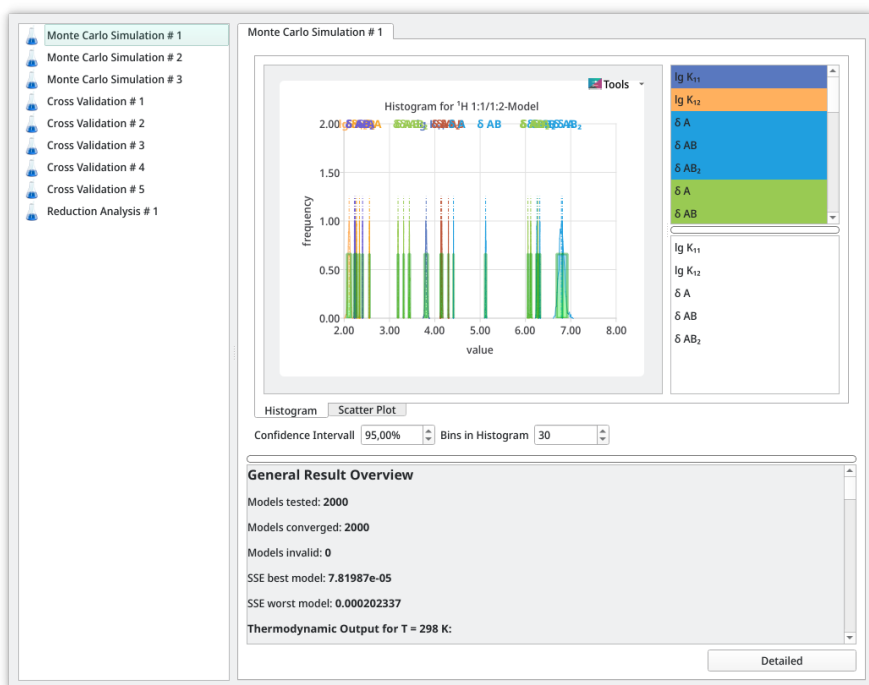 Monte Carlo Simulation # 1
Monte Carlo Simulation # 2
Monte Carlo Simulation # 3
Cross Validation # 1
Cross Validation # 2
Cross Validation # 3
Cross Validation # 4
Cross Validation # 5
Reduction Analysis # 1
Monte Carlo Simulation # 1
Tools
Histogram for ¹H 1:1/1:2-Model
δ AB
2.00
1.50
1.00
0.50
0.00
frequency
2.00 3.00 4.00 5.00 6.00 7.00 8.00
value
lg K₁₁
lg K₁₂
δ A
δ AB
δ AB₂
δ A
δ AB
lg K₁₁
lg K₁₂
δ A
δ AB
δ AB₂
Histogram Scatter Plot
Confidence Intervall 95,00% Bins in Histogram 30
General Result Overview
Models tested: 2000
Models converged: 2000
Models invalid: 0
SSE best model: 7.81987e-05
SSE worst model: 0.000202337
Thermodynamic Output for T = 298 K:
Detailed